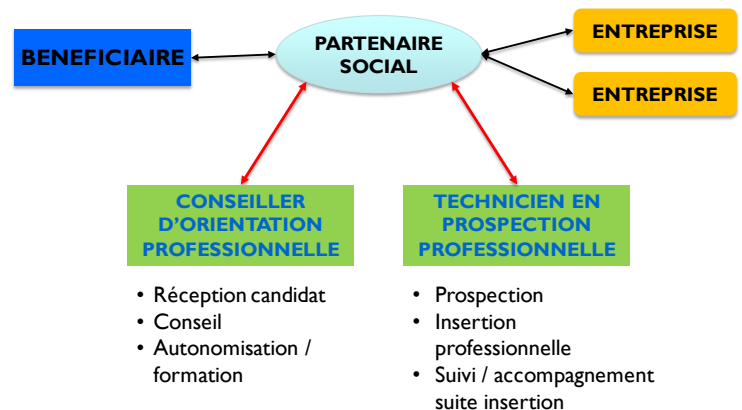 BENEFICIAIRE
PARTENAIRE
SOCIAL
ENTREPRISE
ENTREPRISE
CONSEILLER
D’ORIENTATION
PROFESSIONNELLE
• Réception candidat
• Conseil
• Autonomisation /
formation
TECHNICIEN EN
PROSPECTION
PROFESSIONNELLE
• Prospection
• Insertion
professionnelle
• Suivi / accompagnement
suite insertion